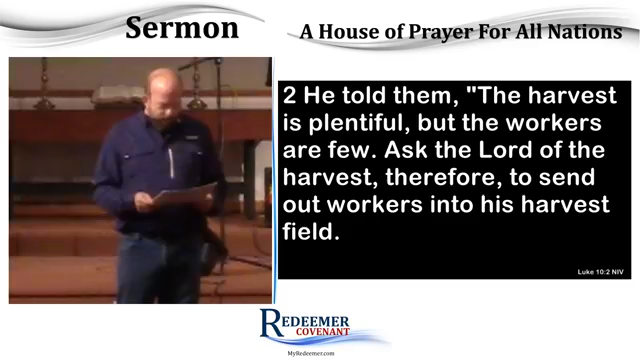 Sermon
A House of Prayer For All Nations
2 He told them, "The harvest
is plentiful, but the workers
are few. Ask the Lord of the
harvest, therefore, to send
out workers into his harvest
field.
Luke 10:2 NIV
REDEEMER
COVENANT
MyRedeemer.com